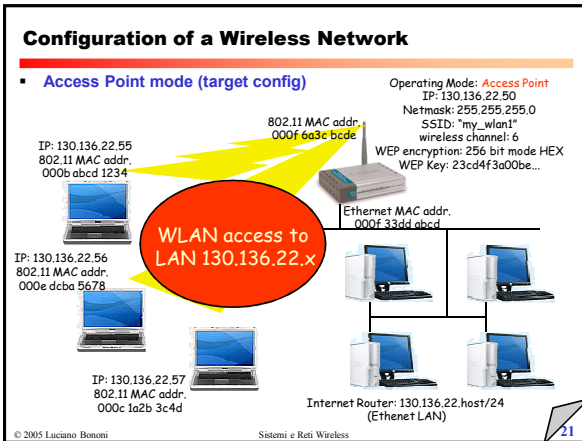 Configuration of a Wireless Network
Access Point mode (target config)
Operating Mode: Access Point
IP: 130.136.22.50
Netmask: 255.255.255.0
SSID: "my_wlan1"
wireless channel: 6
WEP encryption: 256 bit mode HEX
WEP Key: 23cd4f3a00be...
802.11 MAC addr.
000f 6a3c bcde
IP: 130.136.22.55
802.11 MAC addr.
000b abcd 1234
Ethernet MAC addr.
000f 33dd abcd
WLAN access to
LAN 130.136.22.x
IP: 130.136.22.56
802.11 MAC addr.
000e dcba 5678
IP: 130.136.22.57
802.11 MAC addr.
000c 1a2b 3c4d
Internet Router: 130.136.22.host/24
(Ethenet LAN)
© 2005 Luciano Bononi
Sistemi e Reti Wireless
21